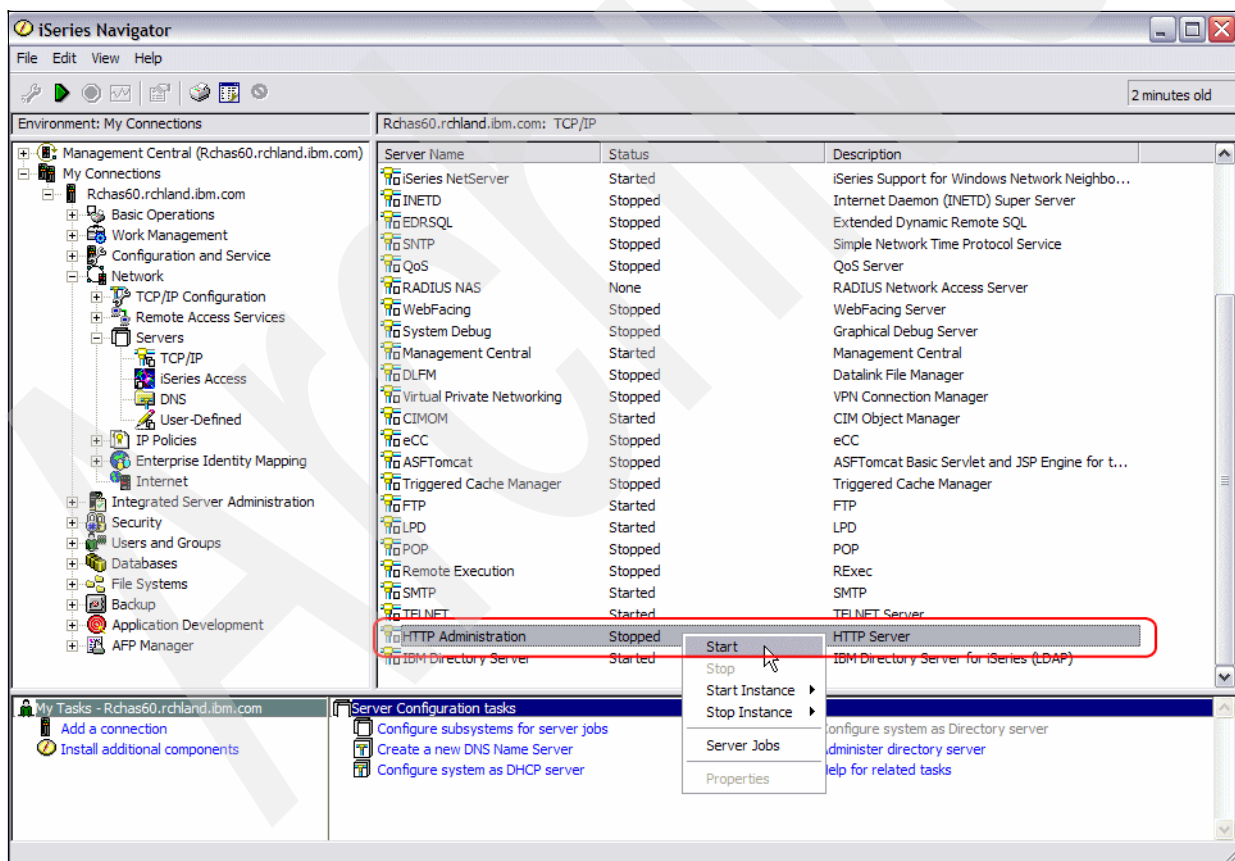 iSeries Navigator
File Edit View Help
2 minutes old
Environment: My Connections
Rchas60.rchland.ibm.com: TCP/IP
Management Central (Rchas60.rchland.ibm.com)
My Connections
Rchas60.rchland.ibm.com
Basic Operations
Work Management
Configuration and Service
Network
TCP/IP Configuration
Remote Access Services
Servers
TCP/IP
iSeries Access
DNS
User-Defined
IP Policies
Enterprise Identity Mapping
Internet
Integrated Server Administration
Security
Users and Groups
Databases
File Systems
Backup
Application Development
AFP Manager
Server Name Status Description
iSeries NetServer Started iSeries Support for Windows Network Neighbo...
INETD Stopped Internet Daemon (INETD) Super Server
EDRSQL Stopped Extended Dynamic Remote SQL
SNTP Stopped Simple Network Time Protocol Service
QoS Stopped QoS Server
RADIUS NAS None RADIUS Network Access Server
WebFacing Stopped WebFacing Server
System Debug Stopped Graphical Debug Server
Management Central Started Management Central
DLFM Stopped Datalink File Manager
Virtual Private Networking Stopped VPN Connection Manager
CIMOM Started CIM Object Manager
eCC Stopped eCC
ASFTomcat Stopped ASFTomcat Basic Servlet and JSP Engine for t...
Triggered Cache Manager Stopped Triggered Cache Manager
FTP Started FTP
LPD Started LPD
POP Stopped POP
Remote Execution Stopped RExec
SMTP Started SMTP
TELNET Started TELNET Server
HTTP Administration Stopped HTTP Server
IBM Directory Server Started IBM Directory Server for iSeries (LDAP)
Start
Stop
Start Instance
Stop Instance
Server Jobs
Properties
My Tasks - Rchas60.rchland.ibm.com
Add a connection
Install additional components
Server Configuration tasks
Configure subsystems for server jobs
Create a new DNS Name Server
Configure system as DHCP server
onfigure system as Directory server
dminister directory server
elp for related tasks